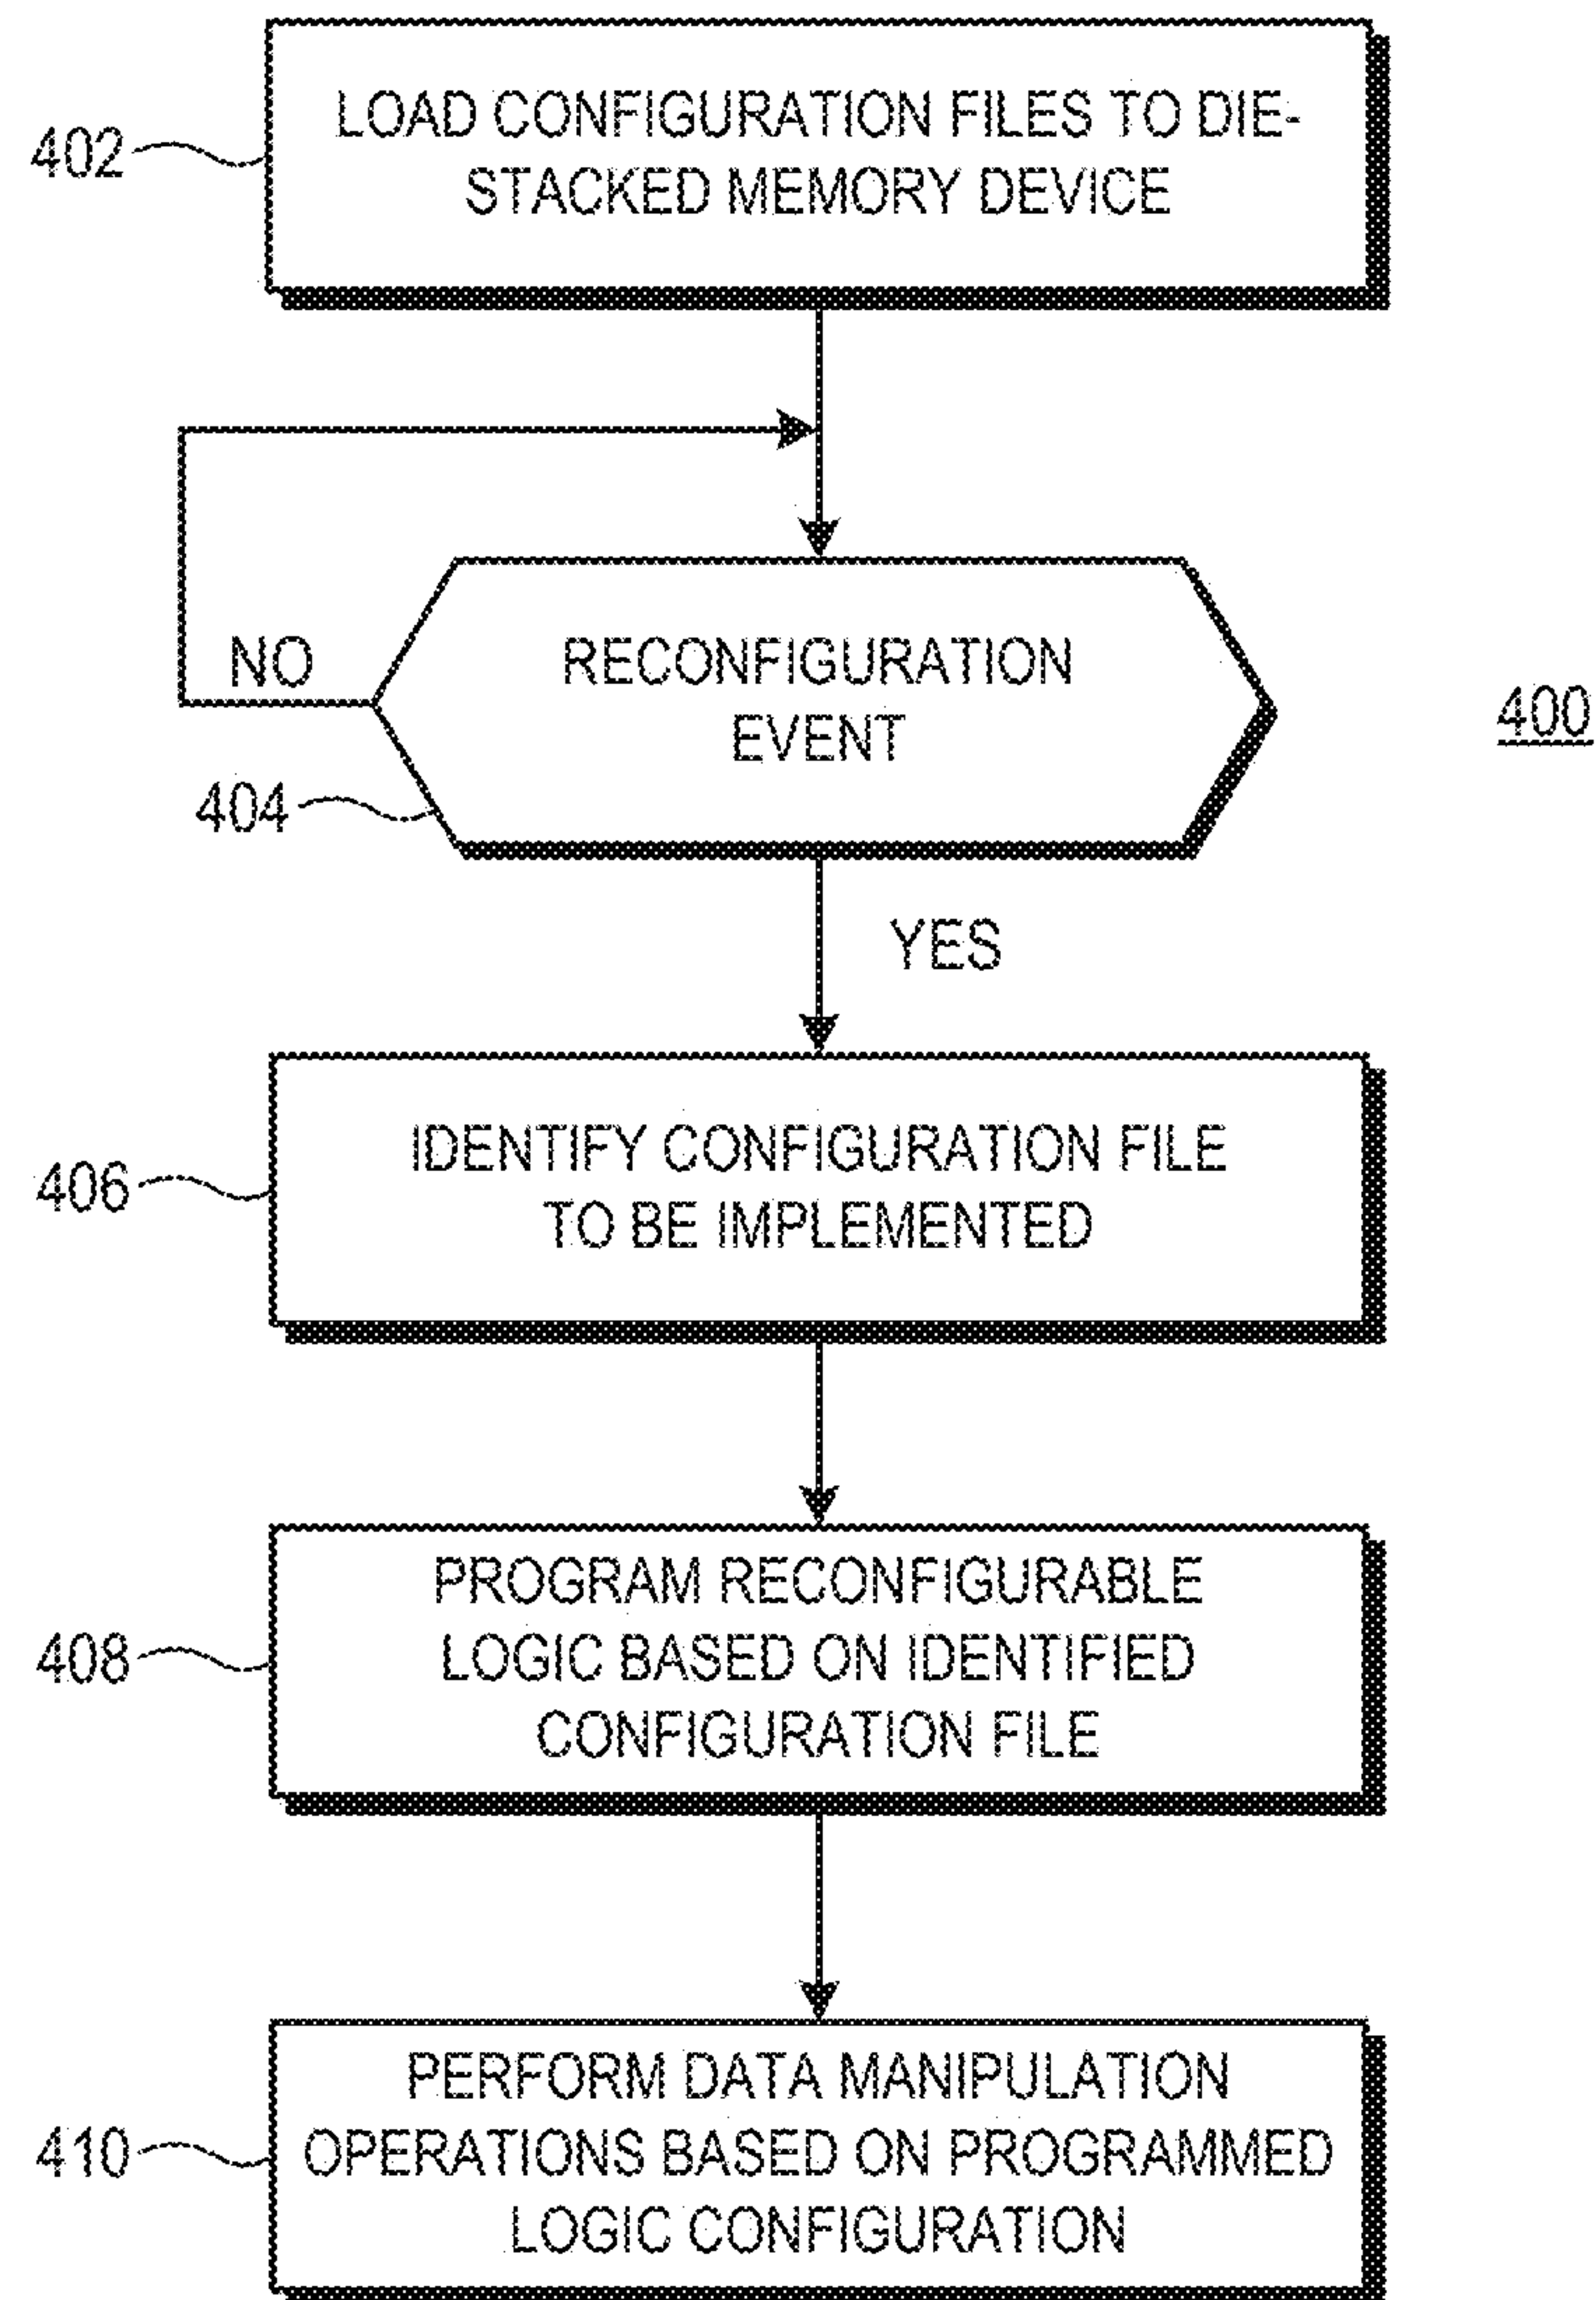 402
LOAD CONFIGURATION FILES TO DIE-
STACKED MEMORY DEVICE
NO
RECONFIGURATION
EVENT
400
404
YES
406
IDENTIFY CONFIGURATION FILE
TO BE IMPLEMENTED
408
PROGRAM RECONFIGURABLE
LOGIC BASED ON IDENTIFIED
CONFIGURATION FILE
410
PERFORM DATA MANIPULATION
OPERATIONS BASED ON PROGRAMMED
LOGIC CONFIGURATION